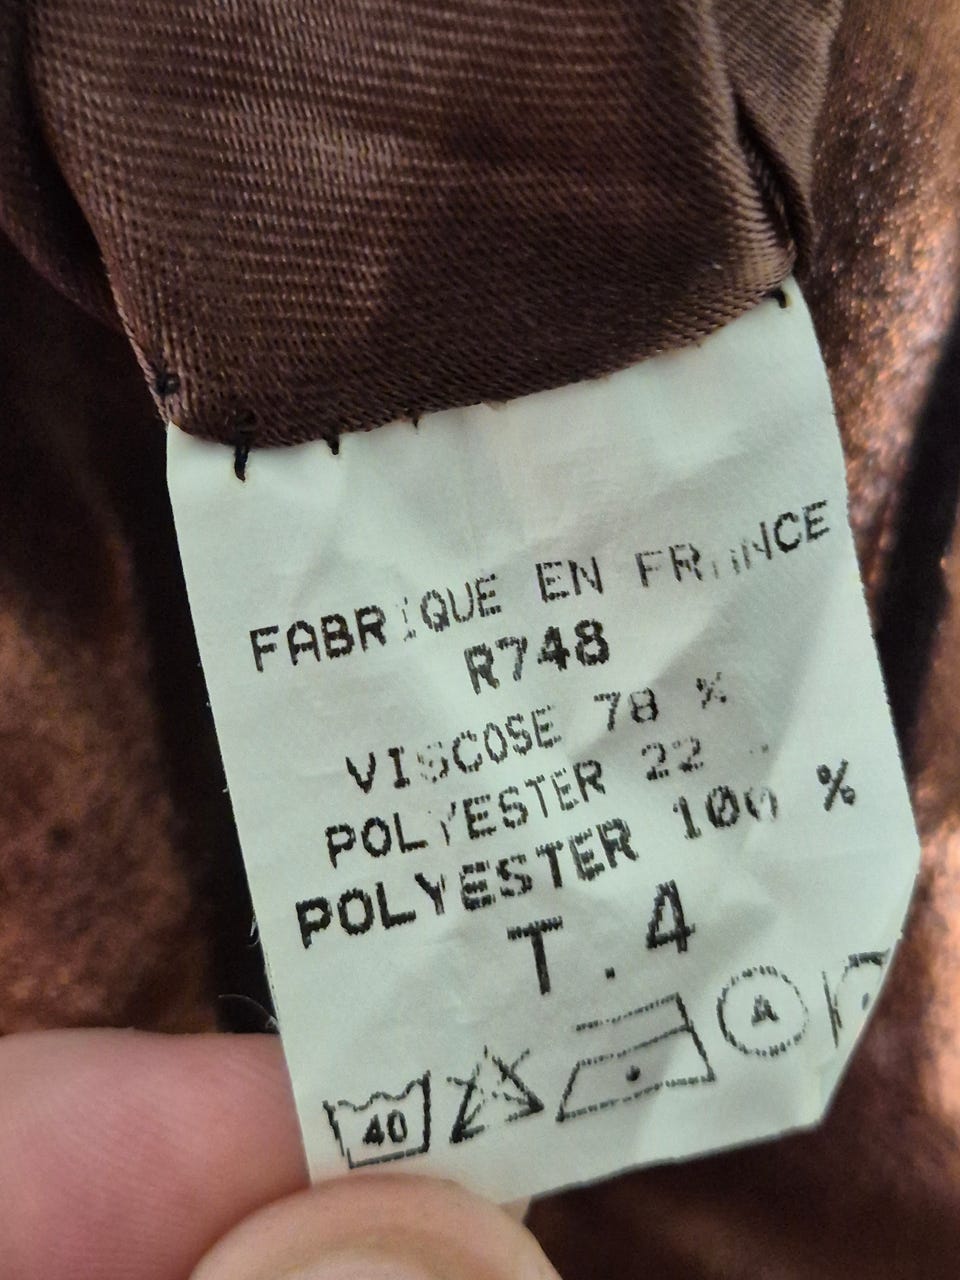 FABRIQUE EN FRANCE
R748
VISCOSE 78 %
POLYESTER 22
POLYESTER 100 %
T.4
40 A